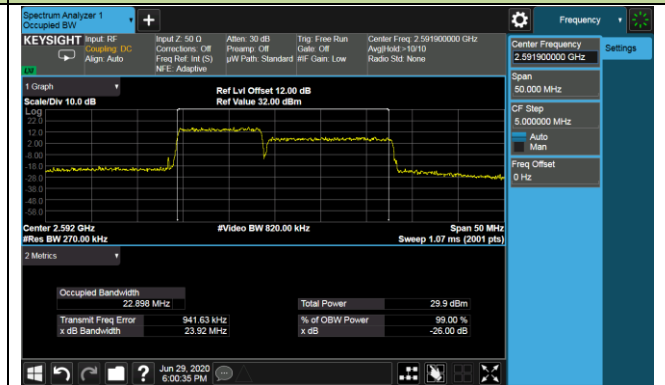 Spectrum Analyzer 1
Occupied BW
Frequency
KEYSIGHT
Input: RF
Coupling: DC
Align: Auto
Input Z: 50 Ω
Corrections: Off
Freq Ref: Int (S)
NFE: Adaptive
Atten: 30 dB
Preamp: Off
µW Path: Standard
Trig: Free Run
Gate: Off
#IF Gain: Low
Center Freq: 2.591900000 GHz
Avg|Hold:>10/10
Radio Std: None
Center Frequency
2.591900000 GHz
Settings
Span
50.000 MHz
CF Step
5.000000 MHz
Auto
Man
Freq Offset
0 Hz
1 Graph
Scale/Div 10.0 dB
Ref Lvl Offset 12.00 dB
Ref Value 32.00 dBm
Log
22.0
12.0
2.00
-8.00
-18.0
-28.0
-38.0
-48.0
-58.0
Center 2.592 GHz
#Res BW 270.00 kHz
#Video BW 820.00 kHz
Span 50 MHz
Sweep 1.07 ms (2001 pts)
2 Metrics
Occupied Bandwidth
22.898 MHz
Total Power 29.9 dBm
Transmit Freq Error 941.63 kHz
% of OBW Power 99.00 %
x dB Bandwidth 23.92 MHz
x dB -26.00 dB
Jun 29, 2020
6:00:35 PM